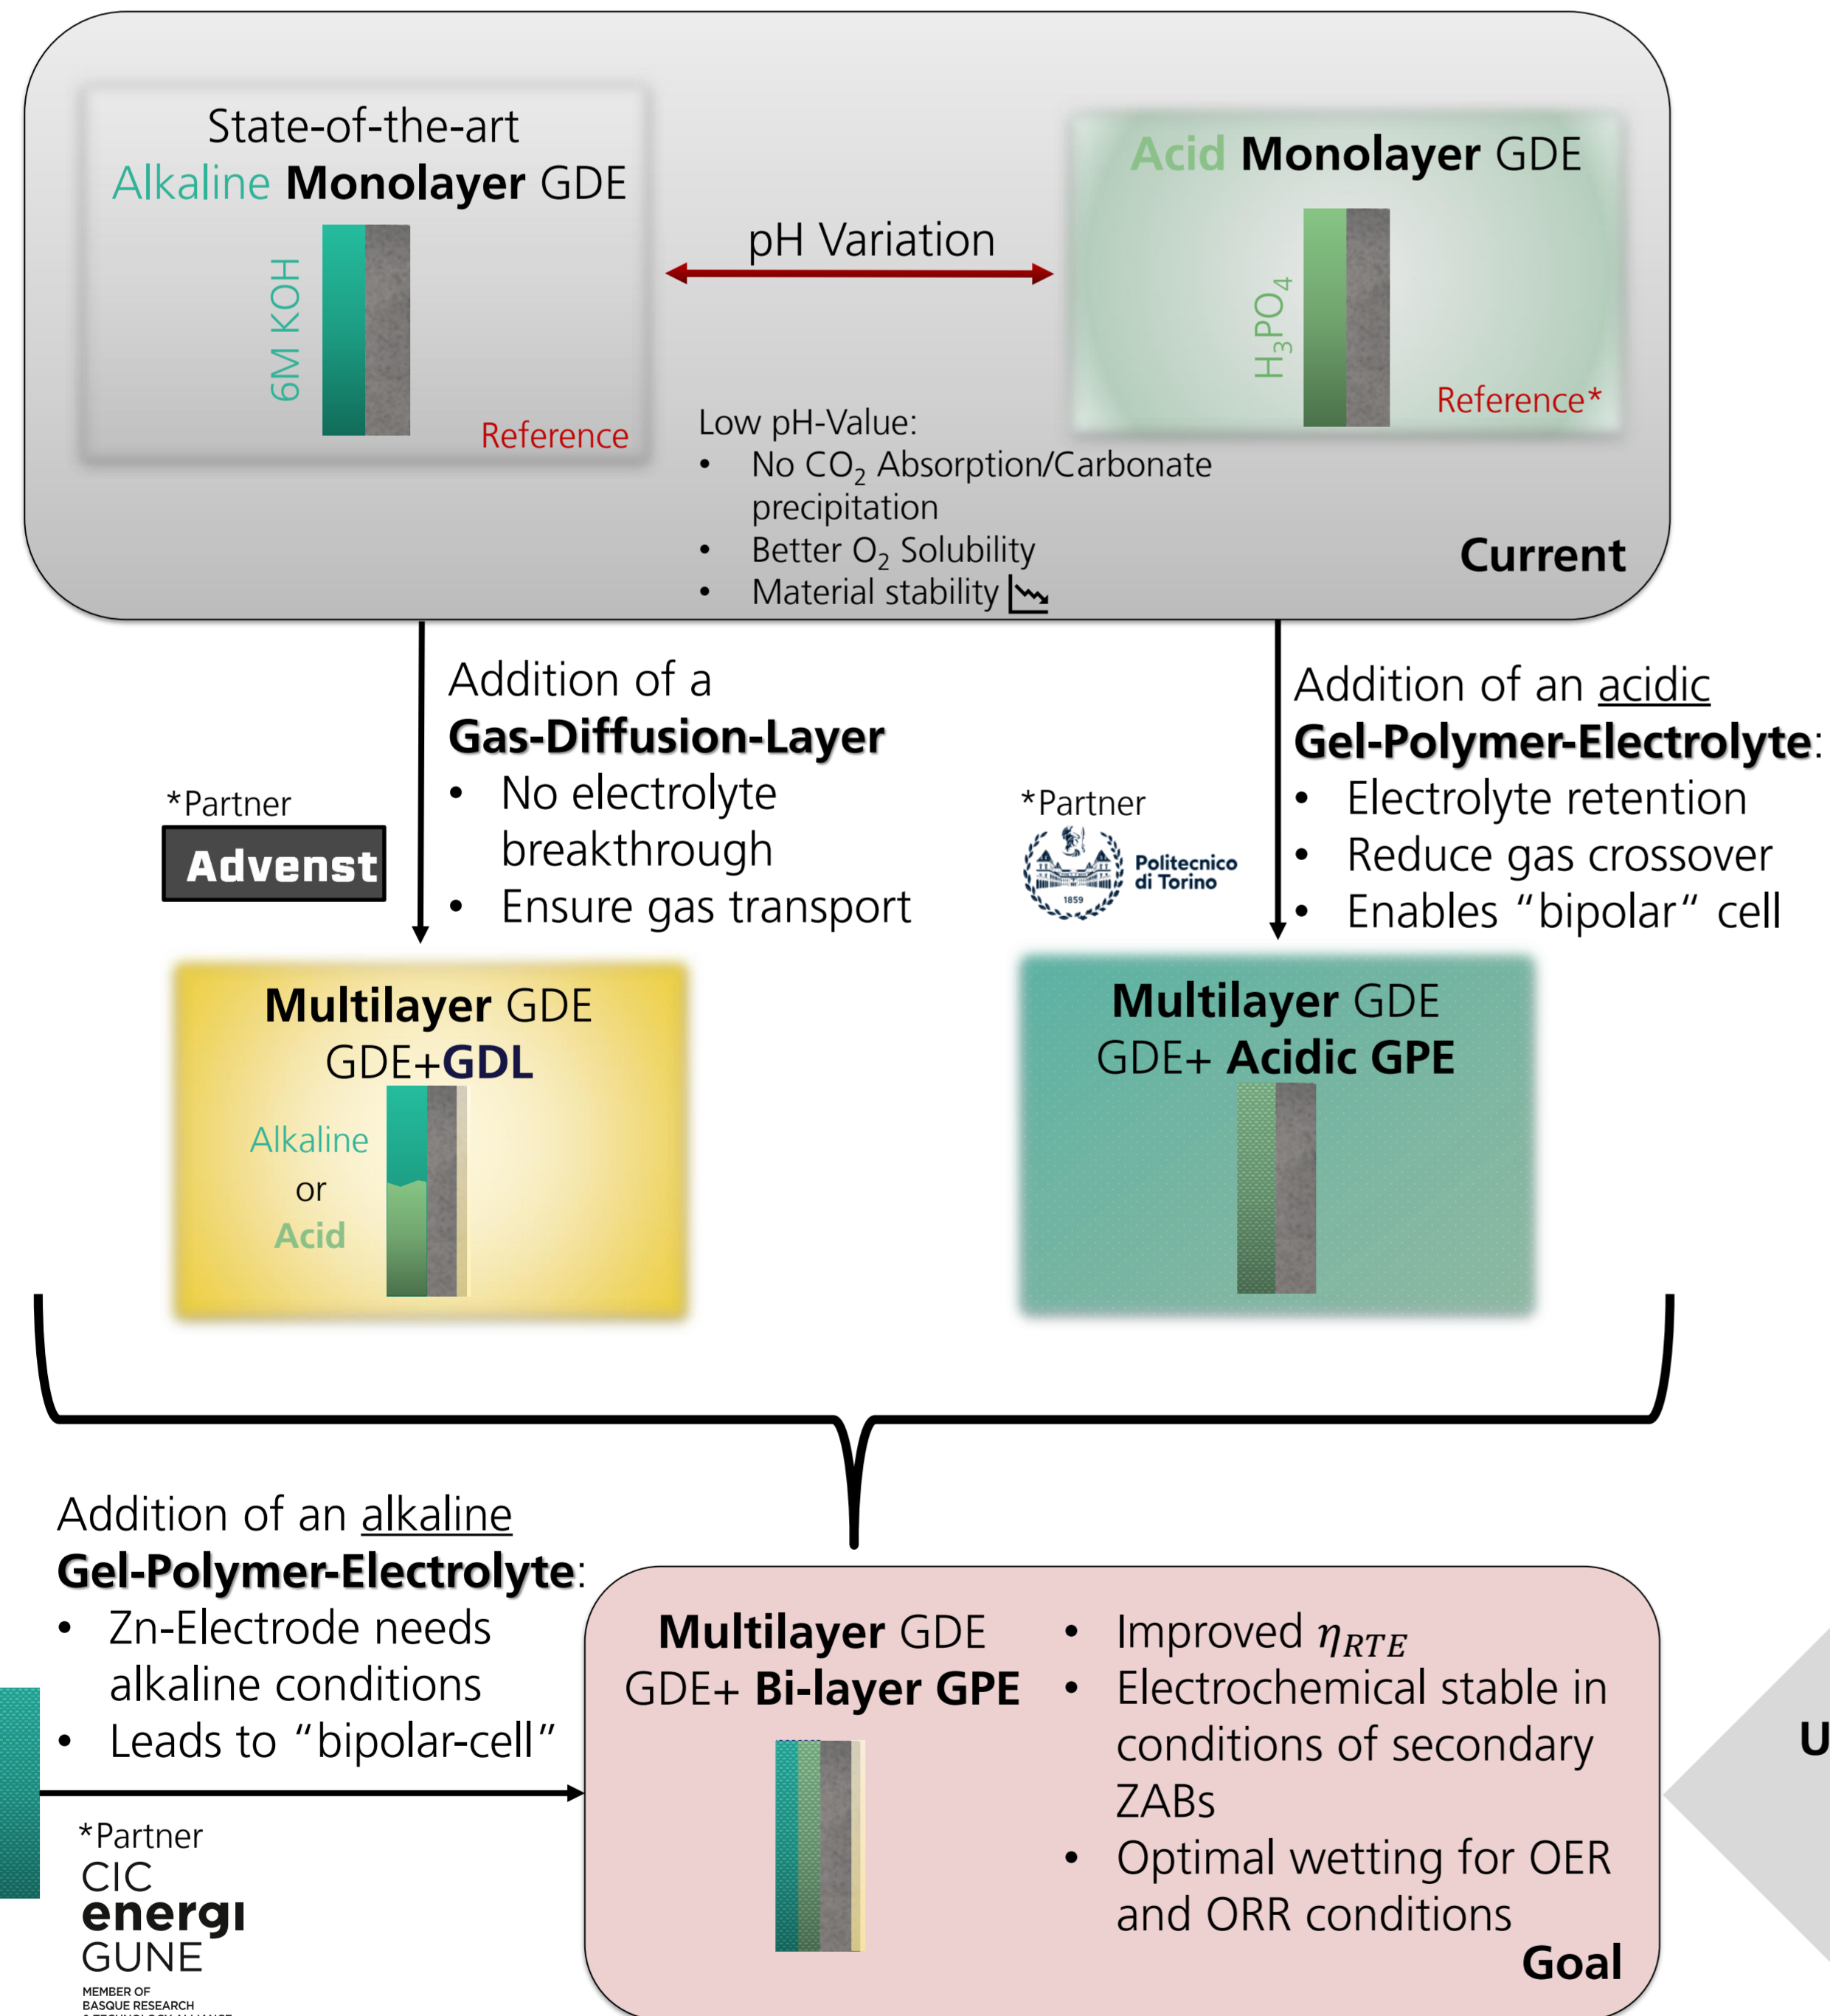 State-of-the-art
Alkaline Monolayer GDE
6M KOH
Reference
pH Variation
Acid Monolayer GDE
H₃PO₄
Reference*
Low pH-Value:
• No CO₂ Absorption/Carbonate
precipitation
• Better O₂ Solubility
• Material stability
Current
Addition of a
Gas-Diffusion-Layer
• No electrolyte
breakthrough
• Ensure gas transport
*Partner
Advenst
Addition of an acidic
Gel-Polymer-Electrolyte:
• Electrolyte retention
• Reduce gas crossover
• Enables “bipolar“ cell
*Partner
Politecnico
di Torino
1859
Multilayer GDE
GDE+GDL
Alkaline
or
Acid
Multilayer GDE
GDE+ Acidic GPE
Addition of an alkaline
Gel-Polymer-Electrolyte:
• Zn-Electrode needs
alkaline conditions
• Leads to “bipolar-cell”
*Partner
CIC
energi
GUNE
MEMBER OF
BASQUE RESEARCH
& TECHNOLOGY ALLIANCE
Multilayer GDE
GDE+ Bi-layer GPE
• Improved η_RTE
• Electrochemical stable in
conditions of secondary
ZABs
• Optimal wetting for OER
and ORR conditions
Goal
U